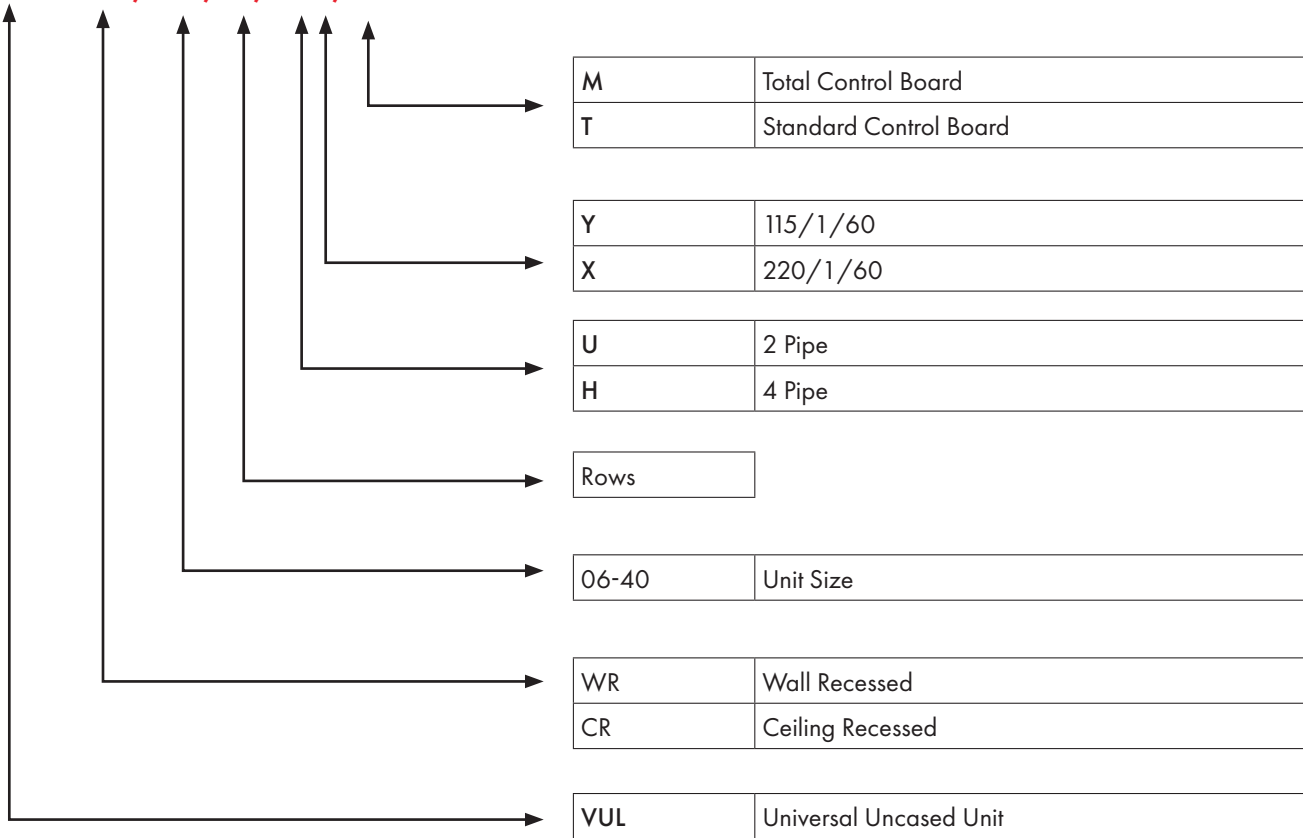 M Total Control Board
T Standard Control Board
Y 115/1/60
X 220/1/60
U 2 Pipe
H 4 Pipe
Rows
06-40 Unit Size
WR Wall Recessed
CR Ceiling Recessed
VUL Universal Uncased Unit